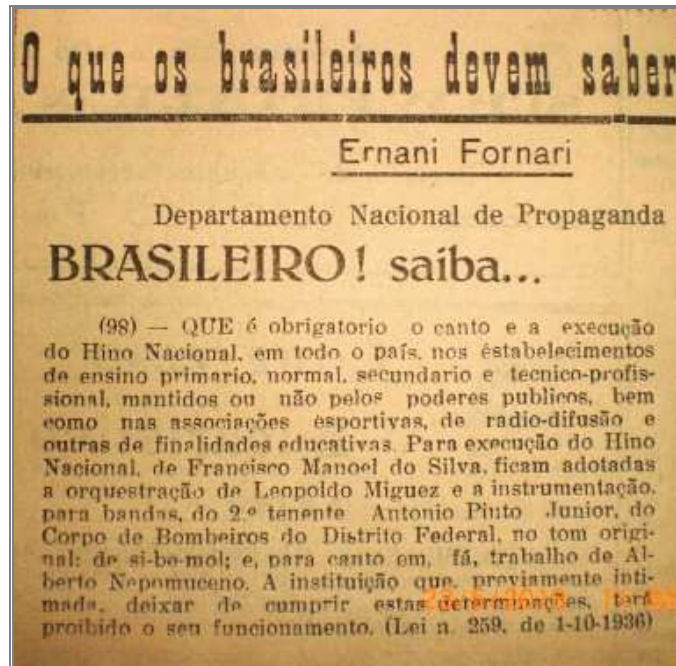 O que os brasileiros devem saber
Ernani Fornari
Departamento Nacional de Propaganda
BRASILEIRO! saiba...
(98) — QUE é obrigatorio o canto e a execução
do Hino Nacional, em todo o país, nos éstabelecimentos
de ensino primario, normal, secundario e tecnico-profis-
sional, mantidos ou não pelos poderes publicos, bem
como nas associações esportivas, de radio-difusão e
outras de finalidades educativas. Para execução do Hino
Nacional, de Francisco Manoel do Silva, ficam adotadas
a orquestração de Leopoldo Miguez e a instrumentação,
para bandas, do 2.º tenente Antonio Pinto Junior, do
Corpo de Bombeiros do Distrito Federal, no tom origi-
nal: de si-be-mol; e, para canto em, fá, trabalho de Al-
berto Nepomuceno. A instituição que, previamente inti-
mada, deixar de cumprir estas determinações, terá
proibido o seu funcionamento. (Lei n. 259, de 1-10-1936)